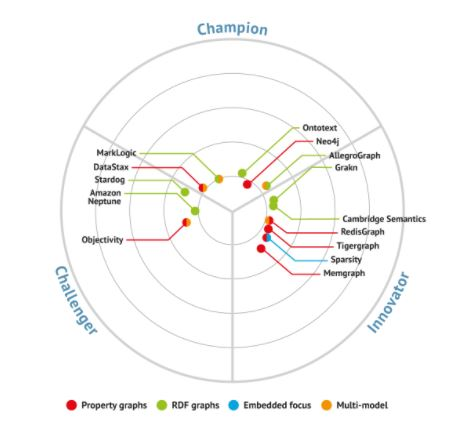 Champion
Ontotext
Neo4j
MarkLogic
AllegroGraph
DataStax
Grakn
Stardog
Amazon
Neptune
Cambridge Semantics
RedisGraph
Objectivity
Tigergraph
Sparsity
Memgraph
Challenger
Innovator
Property graphs
RDF graphs
Embedded focus
Multi-model